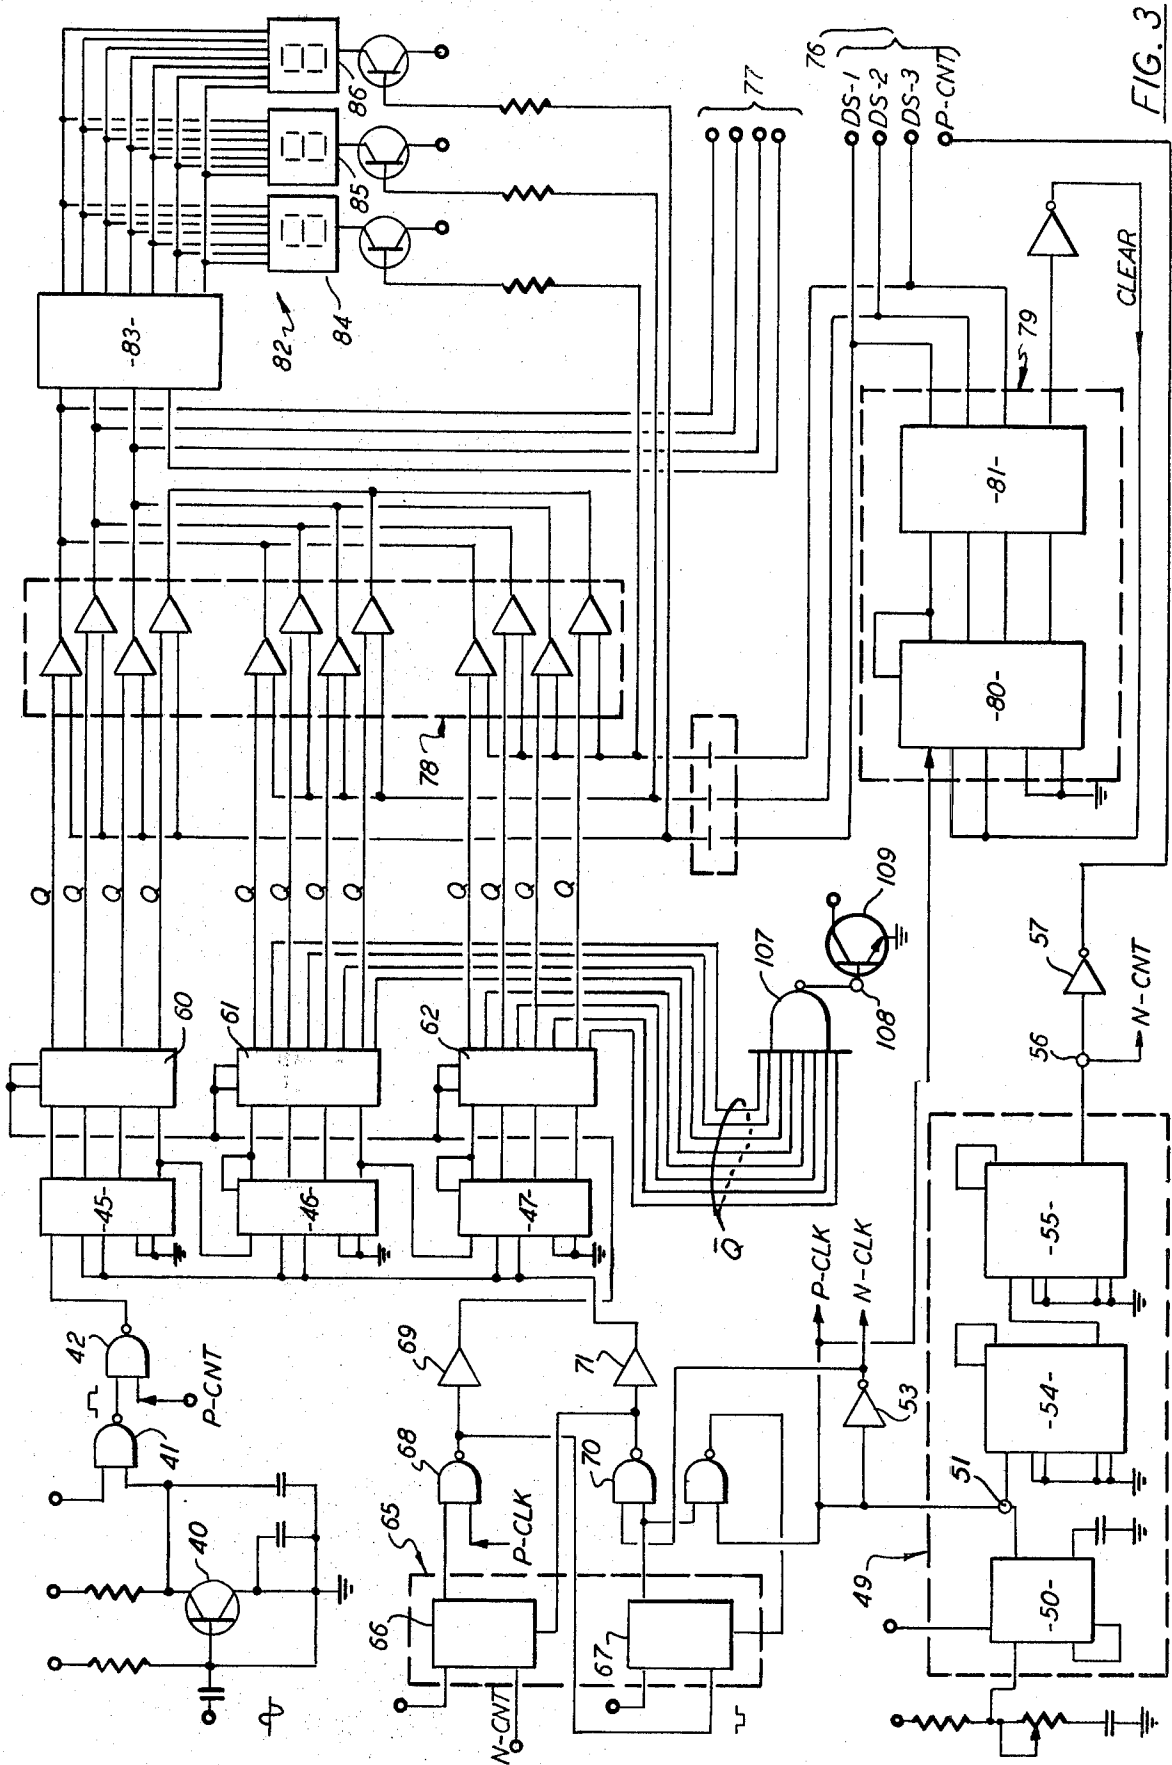 FIG. 3
86
85
84
82
-83-
77
76
DS-1
DS-2
DS-3
P-CNT
CLEAR
79
-81-
-80-
78
Q
Q
Q
Q
Q
Q
Q
Q
Q
Q
Q
Q
109
107
108
57
N-CNT
56
60
61
62
-45-
-46-
-47-
Q̄
P-CLK
N-CLK
-55-
-54-
53
51
49
-50-
42
41
P-CNT
40
69
71
68
70
P-CLK
65
66
67
N-CNT